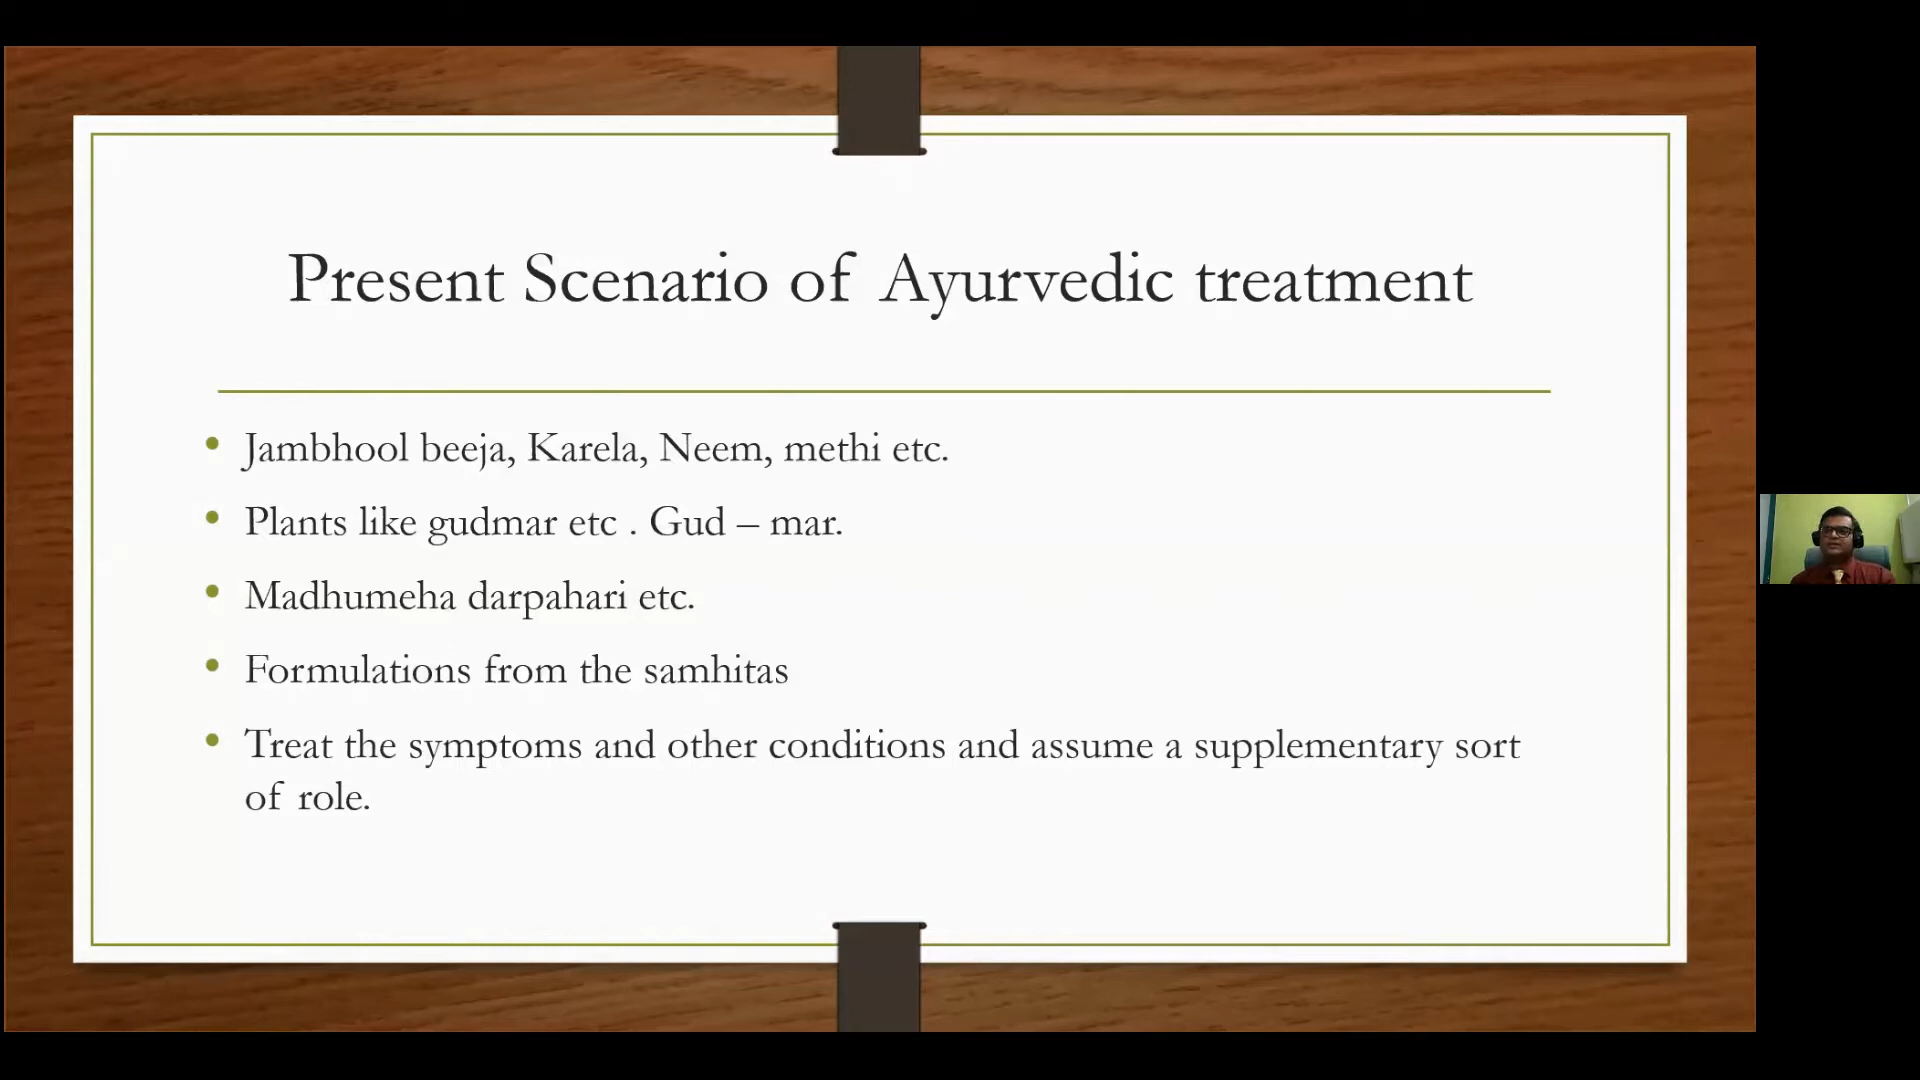 Present Scenario of Ayurvedic treatment
Jambhool beeja, Karela, Neem, methi etc.
Plants like gudmar etc . Gud – mar.
Madhumeha darpahari etc.
Formulations from the samhitas
Treat the symptoms and other conditions and assume a supplementary sort
of role.